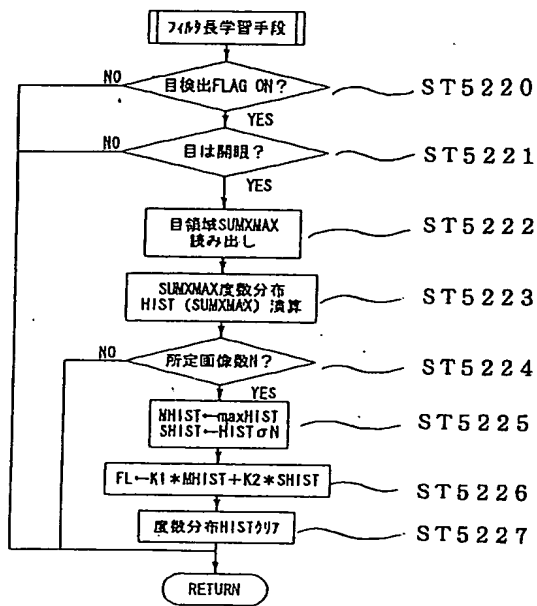 フィルタ長学習手段
NO
目検出FLAG ON?
ST5220
YES
NO
目は開眼?
ST5221
YES
目領域SUMXMAX
読み出し
ST5222
SUMXMAX度数分布
HIST (SUMXMAX) 演算
ST5223
NO
所定画像数N?
ST5224
YES
MHIST←maxHIST
SHIST←HISTσN
ST5225
FL←K1*MHIST+K2*SHIST
ST5226
度数分布HISTクリア
ST5227
RETURN